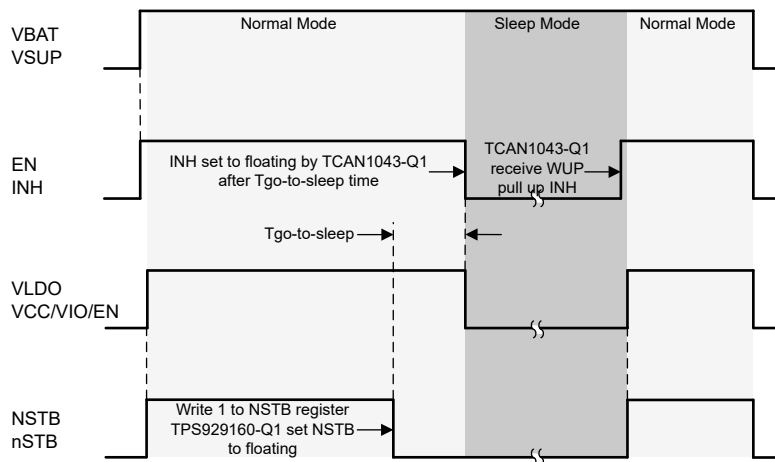 Normal Mode
Sleep Mode
Normal Mode
VBAT
VSUP
EN
INH
INH set to floating by TCAN1043-Q1
after Tgo-to-sleep time
TCAN1043-Q1
receive WUP
pull up INH
Tgo-to-sleep
VLDO
VCC/VIO/EN
NSTB
nSTB
Write 1 to NSTB register
TPS929160-Q1 set NSTB
to floating